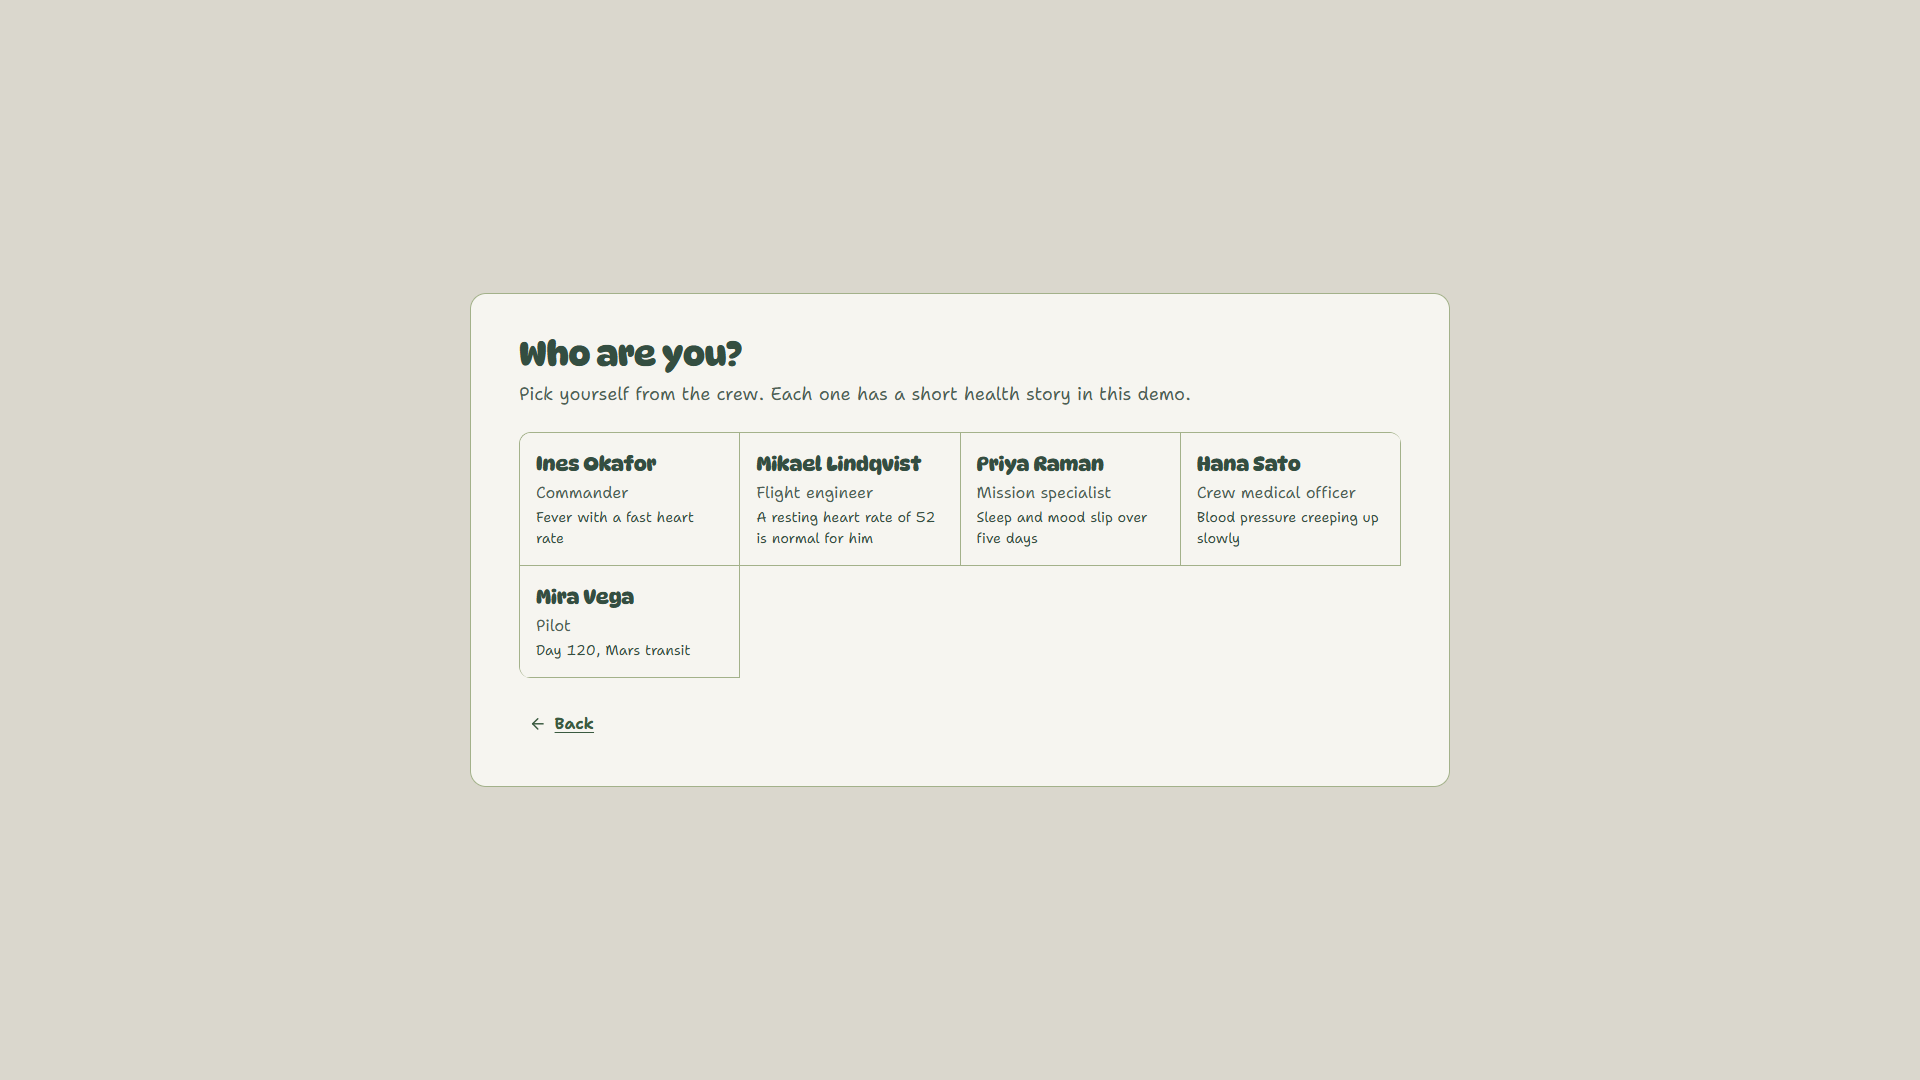 Who are you?
Pick yourself from the crew. Each one has a short health story in this demo.
Ines Okafor
Commander
Fever with a fast heart
rate
Mikael Lindqvist
Flight engineer
A resting heart rate of 52
is normal for him
Priya Raman
Mission specialist
Sleep and mood slip over
five days
Hana Sato
Crew medical officer
Blood pressure creeping up
slowly
Mira Vega
Pilot
Day 120, Mars transit
← Back